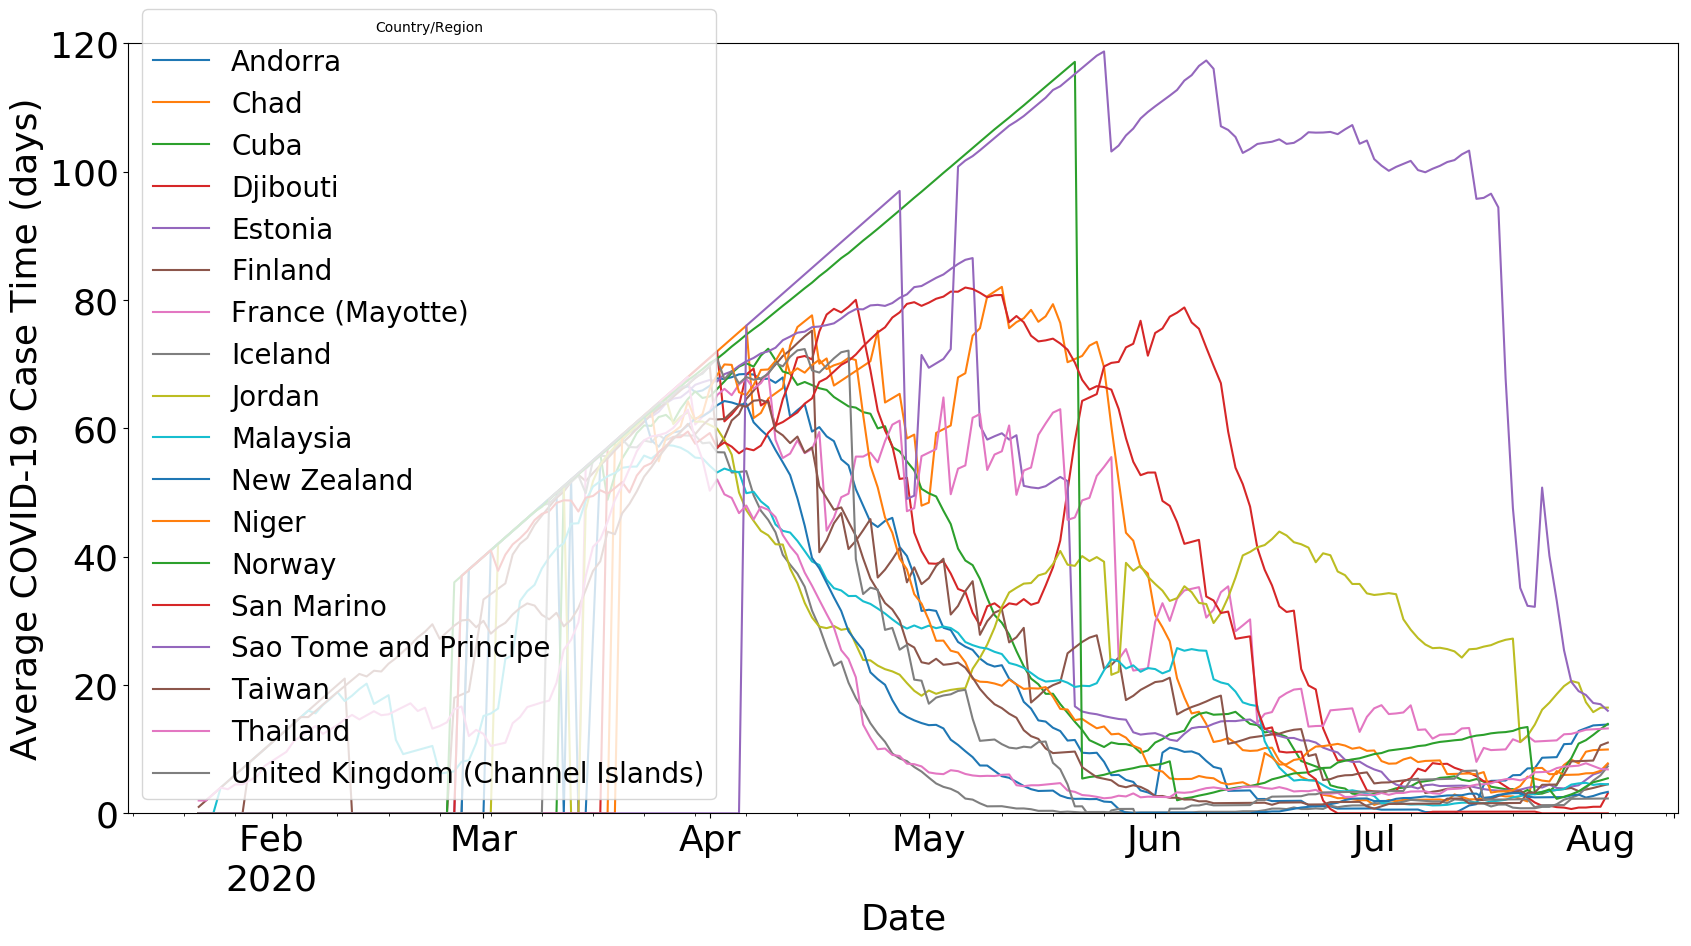 Country/Region
Andorra
Chad
Cuba
Djibouti
Estonia
Finland
France (Mayotte)
Iceland
Jordan
Malaysia
New Zealand
Niger
Norway
San Marino
Sao Tome and Principe
Taiwan
Thailand
United Kingdom (Channel Islands)
Average COVID-19 Case Time (days)
120
100
80
60
40
20
0
Feb Mar Apr May Jun Jul Aug
2020
Date